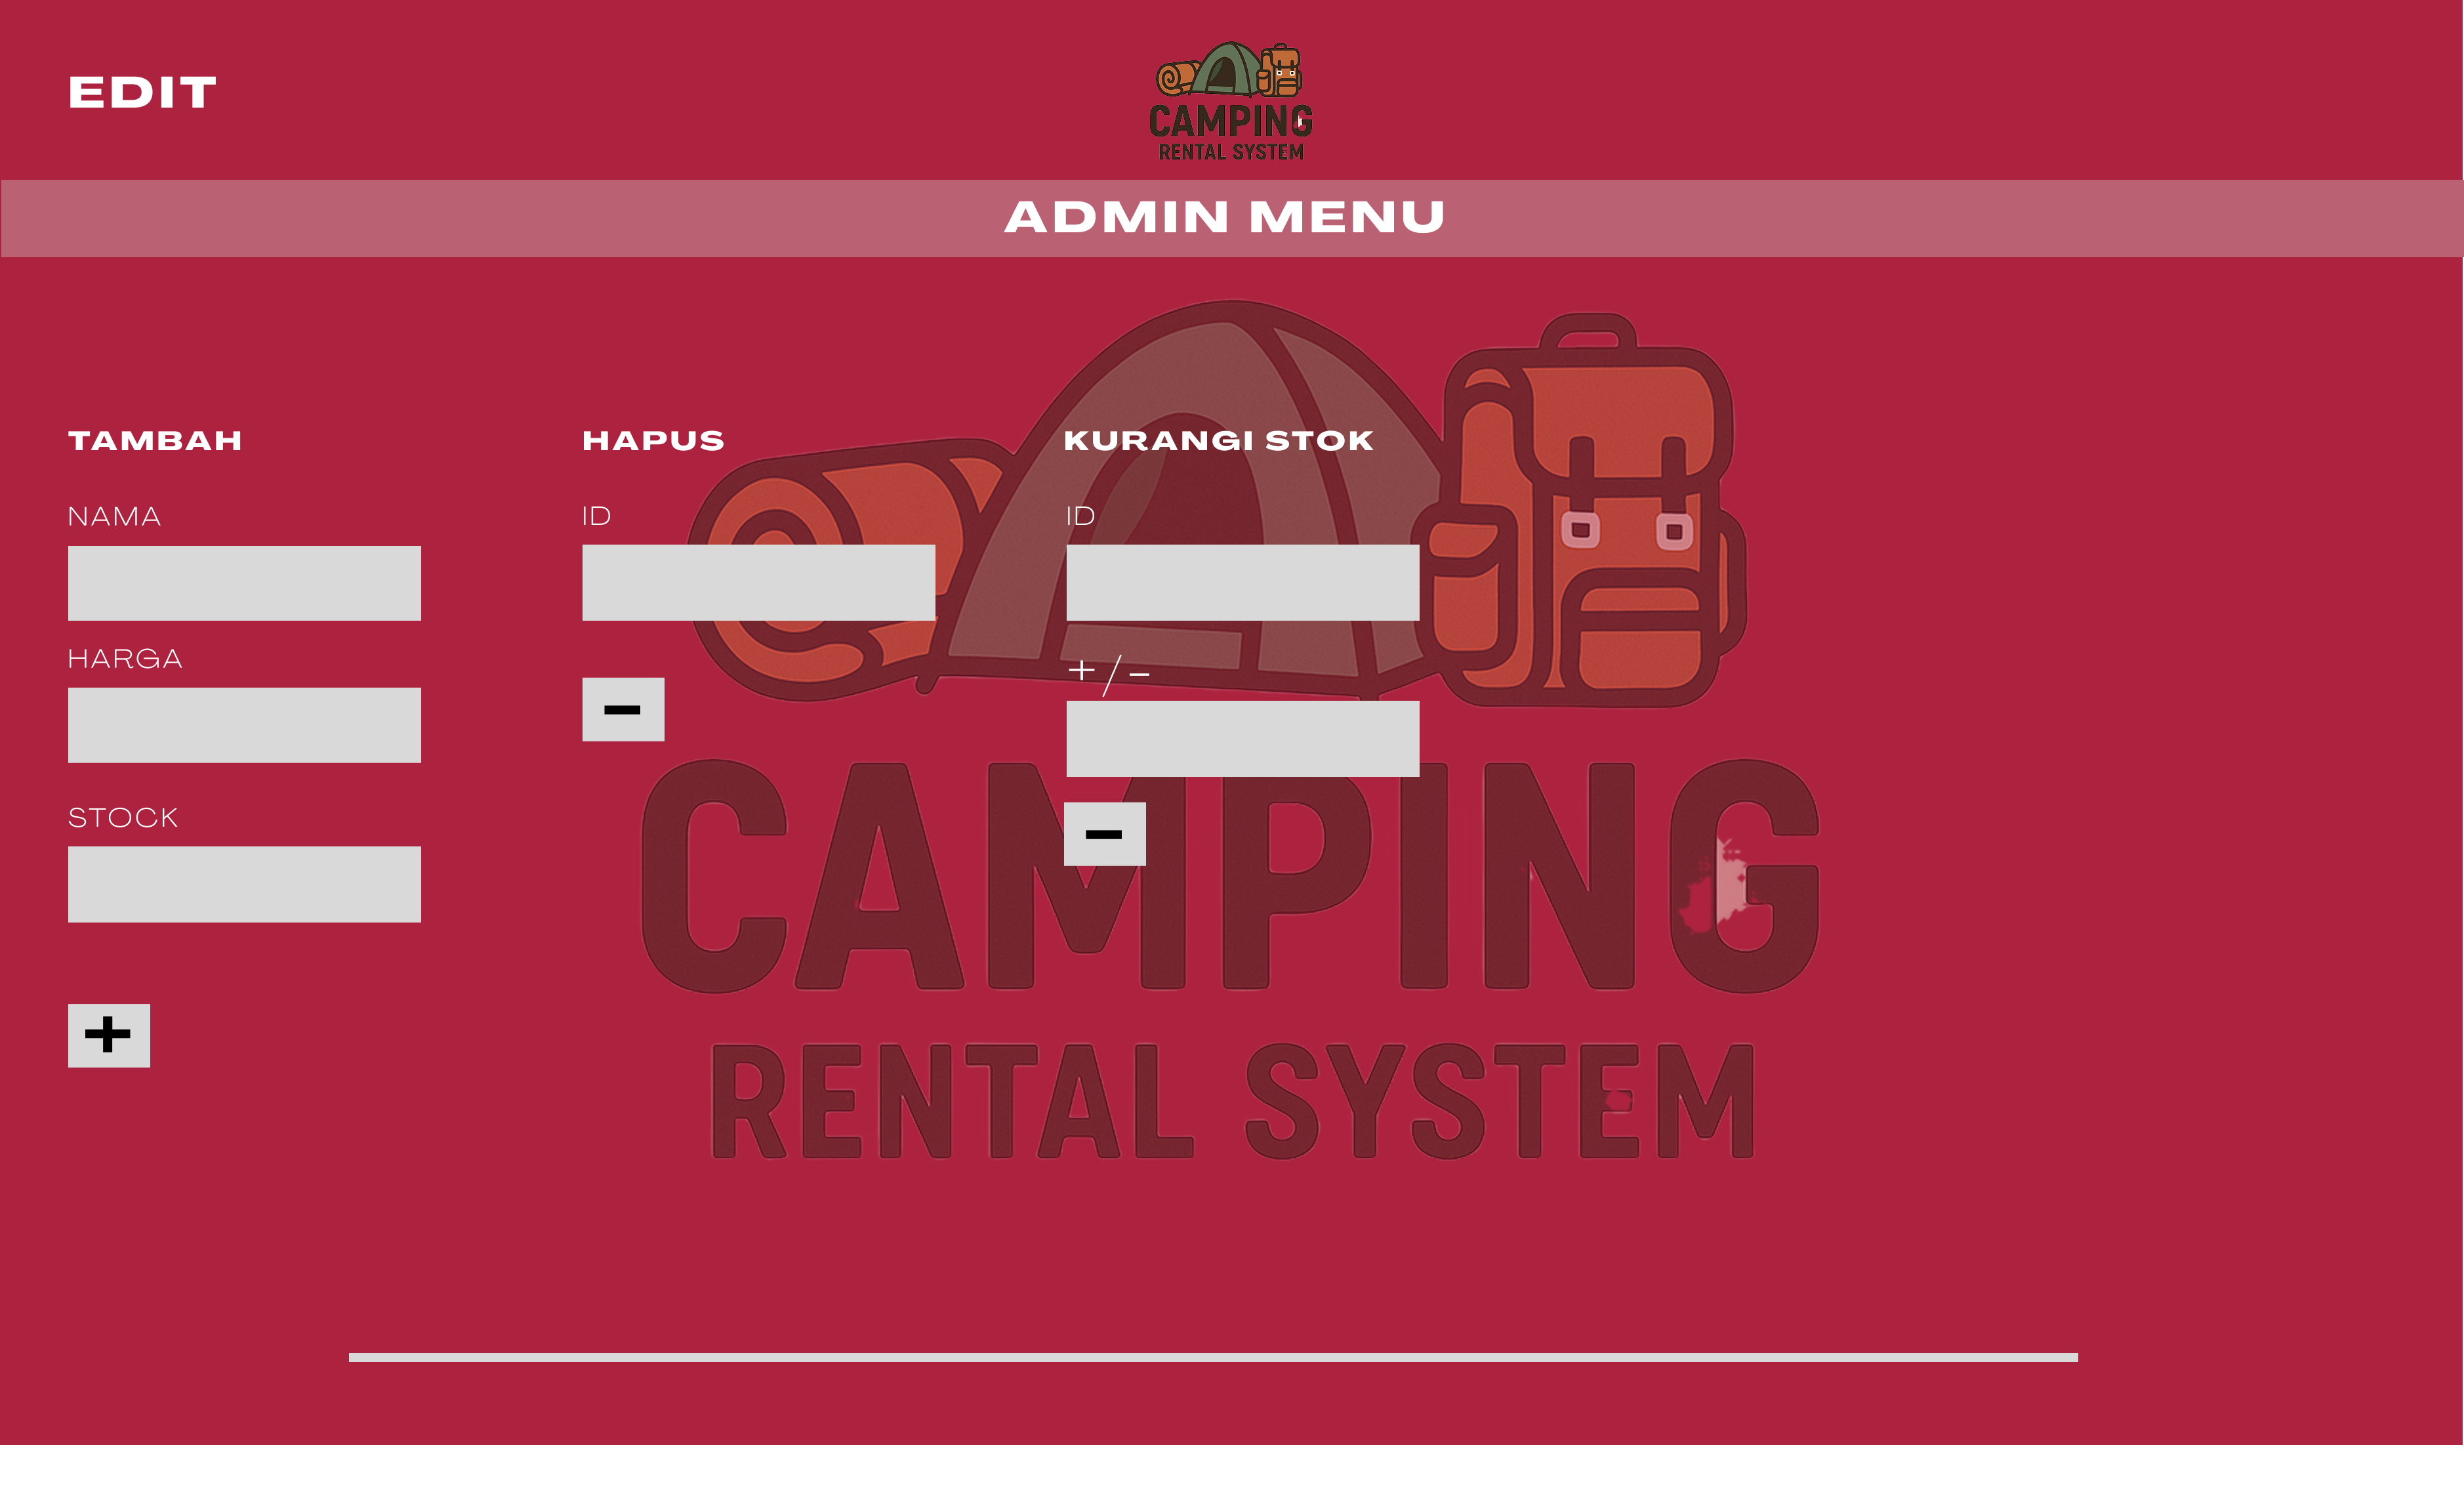 EDIT
CAMPING
RENTAL SYSTEM
ADMIN MENU
TAMBAH
NAMA
HARGA
STOCK
+
HAPUS
ID
-
KURANGI STOK
ID
+/-
-
CAMPING
RENTAL SYSTEM